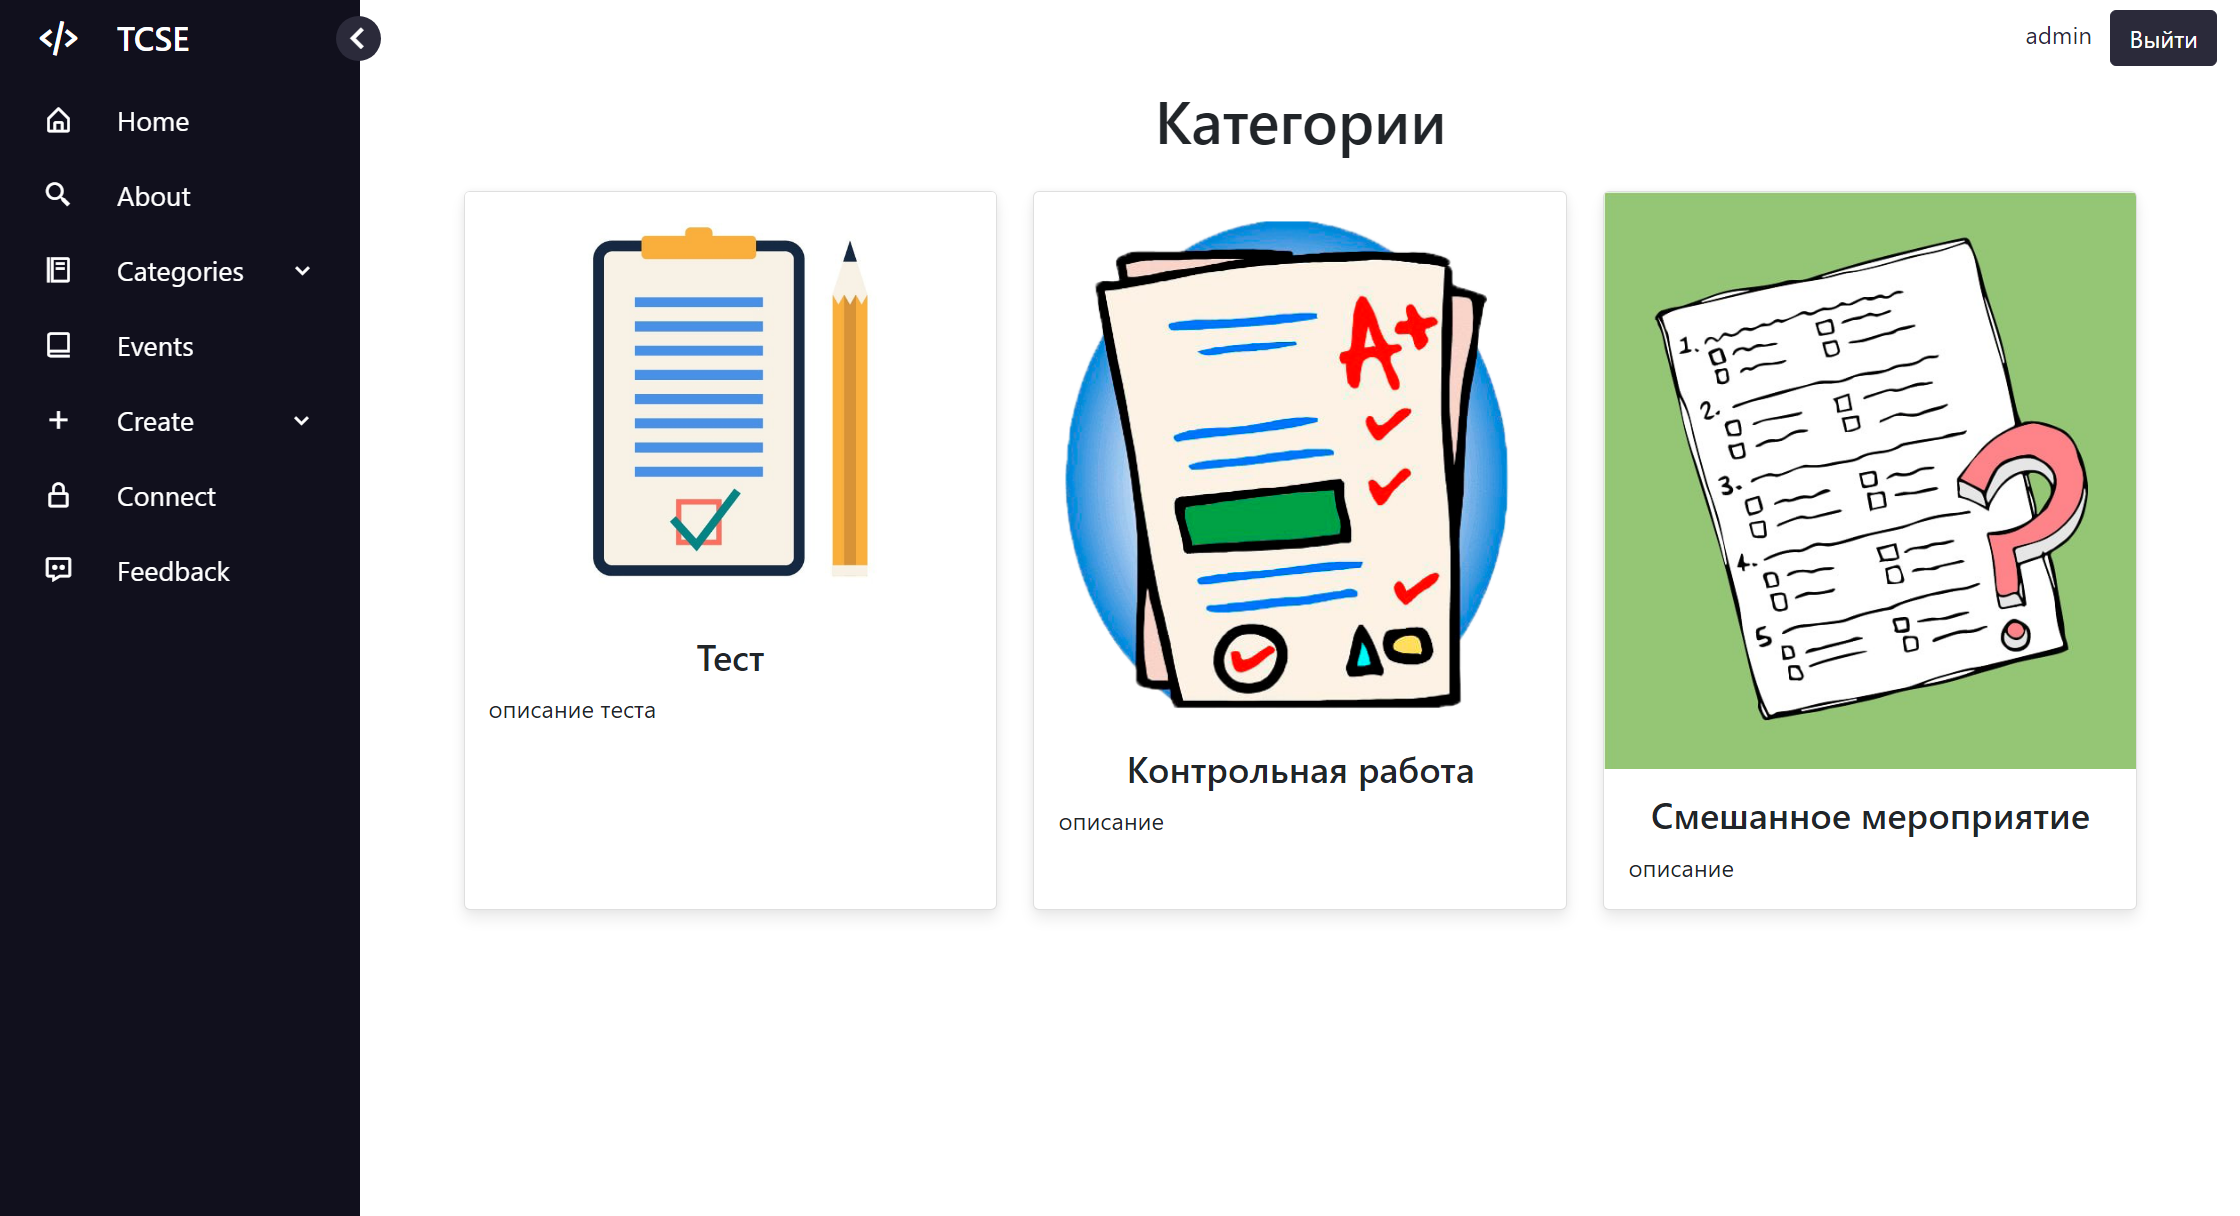 TCSE
admin
Выйти
Home
About
Categories
Events
Create
Connect
Feedback
Категории
Тест
описание теста
A+
Контрольная работа
описание
1.
2.
3.
4.
5
?
Смешанное мероприятие
описание